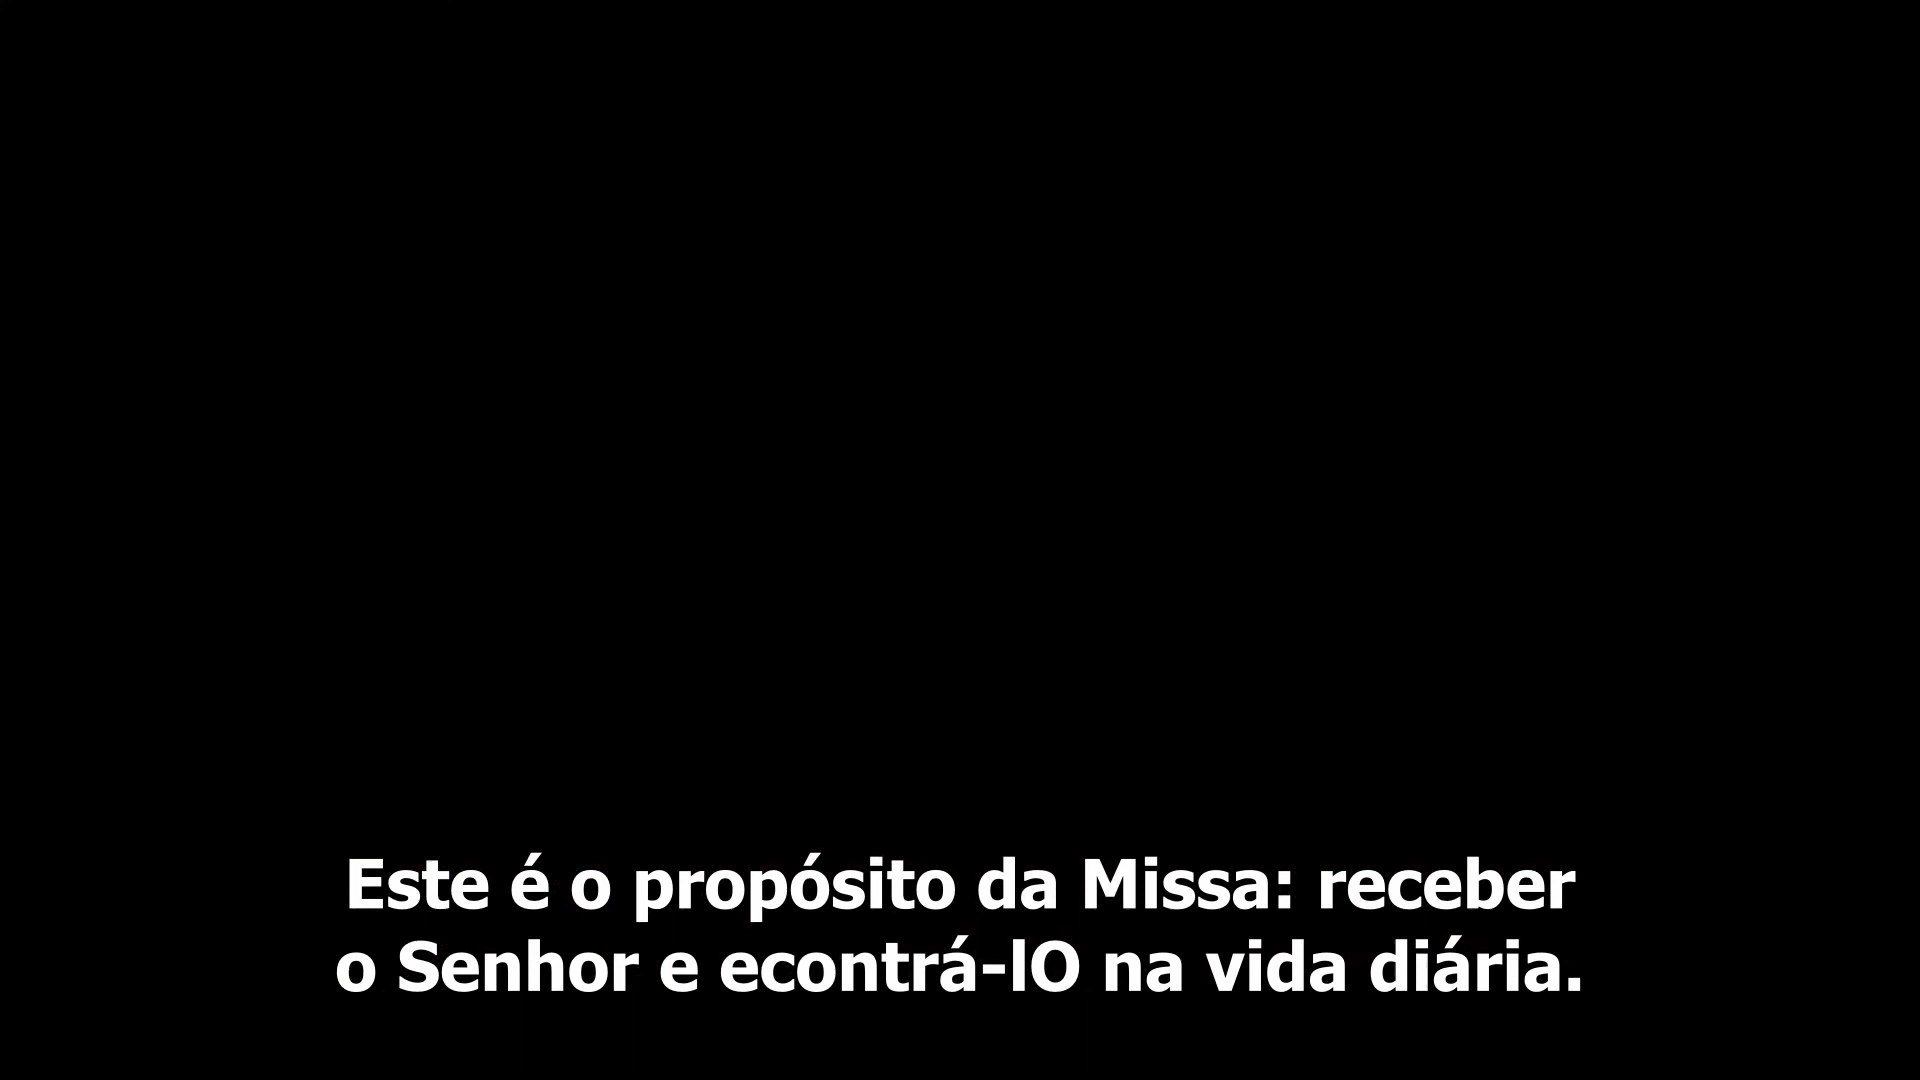 Este é o propósito da Missa: receber
o Senhor e econtrá-lO na vida diária.